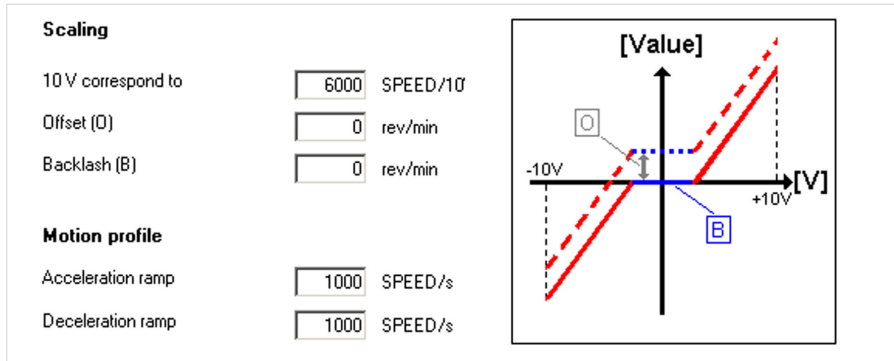 Scaling
10 V correspond to 6000 SPEED/10'
Offset (O) 0 rev/min
Backlash (B) 0 rev/min
Motion profile
Acceleration ramp 1000 SPEED/s
Deceleration ramp 1000 SPEED/s
[Value]
O
-10V
+10V
[V]
B